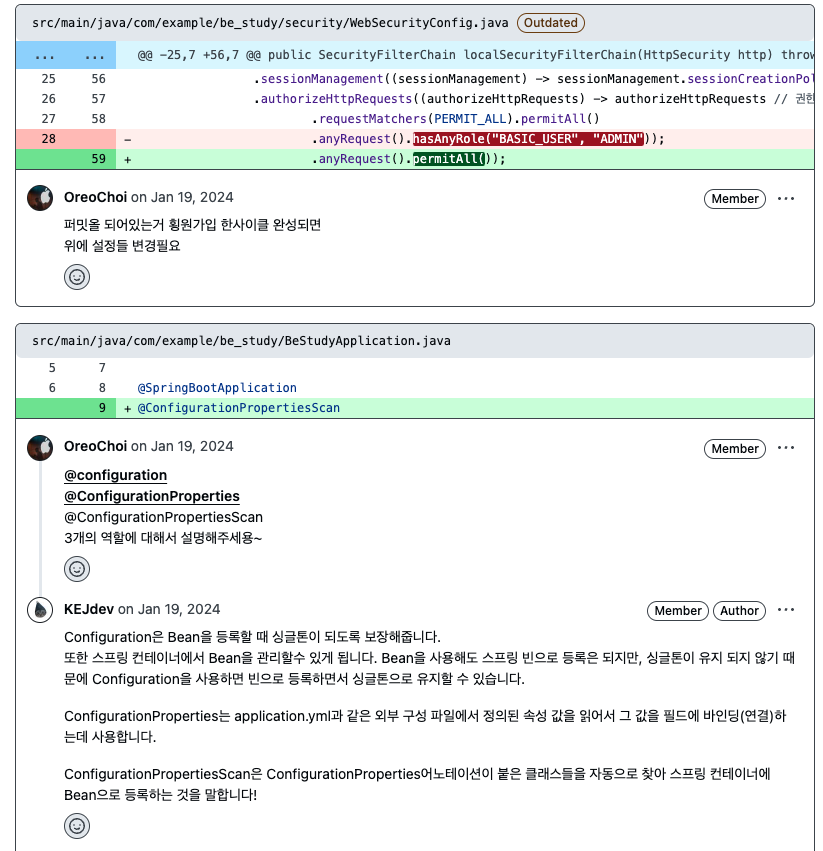 src/main/java/com/example/be_study/security/WebSecurityConfig.java Outdated
... ... @@ -25,7 +56,7 @@ public SecurityFilterChain localSecurityFilterChain(HttpSecurity http) throw
25 56 .sessionManagement((sessionManagement) -> sessionManagement.sessionCreationPol
26 57 .authorizeHttpRequests((authorizeHttpRequests) -> authorizeHttpRequests // 권한
27 58 .requestMatchers(PERMIT_ALL).permitAll()
28 - .anyRequest().hasAnyRole("BASIC_USER", "ADMIN"));
59 + .anyRequest().permitAll());
OreoChoi on Jan 19, 2024 Member ...
퍼밋올 되어있는거 횡원가입 한사이클 완성되면
위에 설정들 변경필요
src/main/java/com/example/be_study/BeStudyApplication.java
5 7
6 8 @SpringBootApplication
9 + @ConfigurationPropertiesScan
OreoChoi on Jan 19, 2024 Member ...
@configuration
@ConfigurationProperties
@ConfigurationPropertiesScan
3개의 역할에 대해서 설명해주세용~
KEJdev on Jan 19, 2024 Member Author ...
Configuration은 Bean을 등록할 때 싱글톤이 되도록 보장해줍니다.
또한 스프링 컨테이너에서 Bean을 관리할수 있게 됩니다. Bean을 사용해도 스프링 빈으로 등록은 되지만, 싱글톤이 유지 되지 않기 때
문에 Configuration을 사용하면 빈으로 등록하면서 싱글톤으로 유지할 수 있습니다.
ConfigurationProperties는 application.yml과 같은 외부 구성 파일에서 정의된 속성 값을 읽어서 그 값을 필드에 바인딩(연결)하
는데 사용합니다.
ConfigurationPropertiesScan은 ConfigurationProperties어노테이션이 붙은 클래스들을 자동으로 찾아 스프링 컨테이너에
Bean으로 등록하는 것을 말합니다!